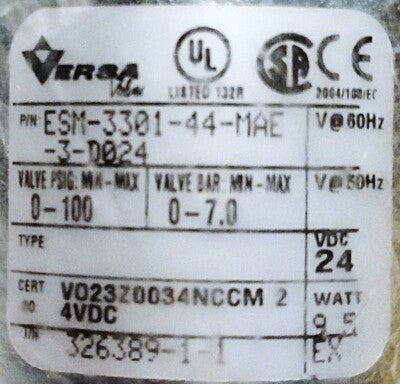 VERSA
Valves
UL
LISTED 132R
CSA
CE
2004/108/EC
P/N: ESM-3301-44-MAE
-3-D024
V@60Hz
VALVE PSIG: MIN-MAX
0-100
VALVE BAR: MIN-MAX
0-7.0
V@50Hz
TYPE
VDC
24
CERT NO
V023Z0034NCCM 2
4VDC
WATT
9.5
326389-1-1
EX